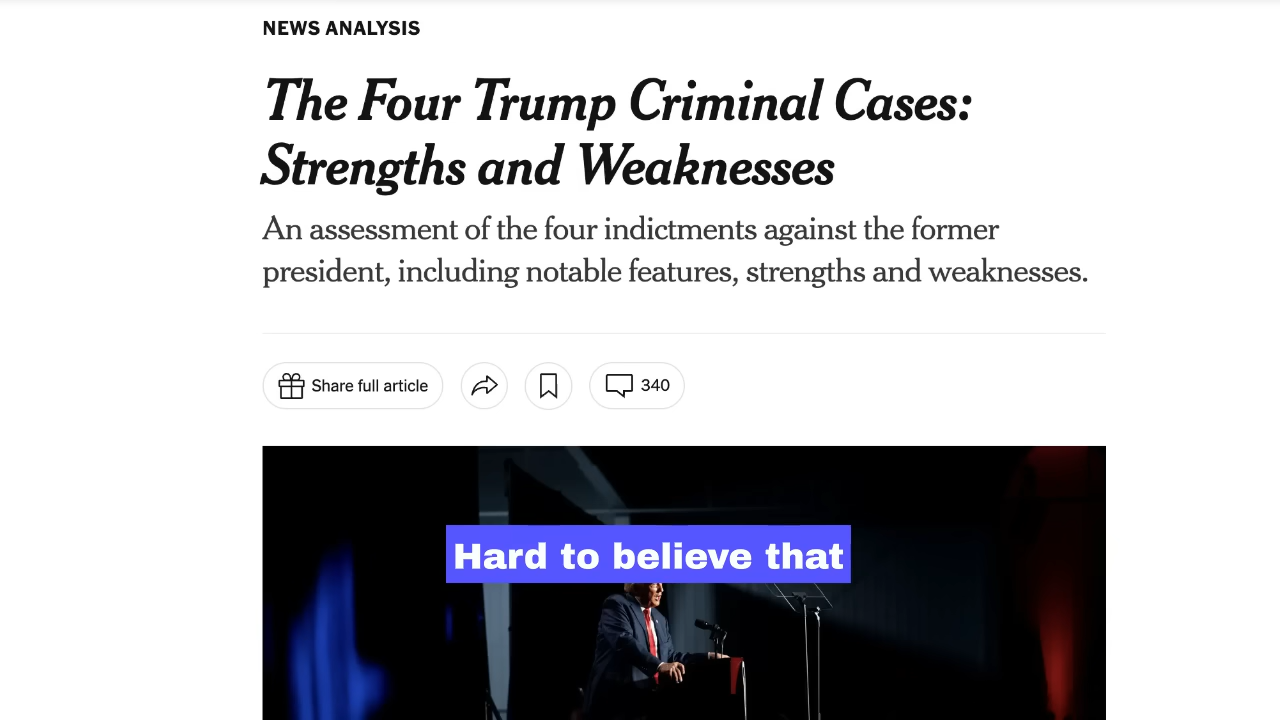 NEWS ANALYSIS
The Four Trump Criminal Cases:
Strengths and Weaknesses
An assessment of the four indictments against the former
president, including notable features, strengths and weaknesses.
Share full article
340
Hard to believe that